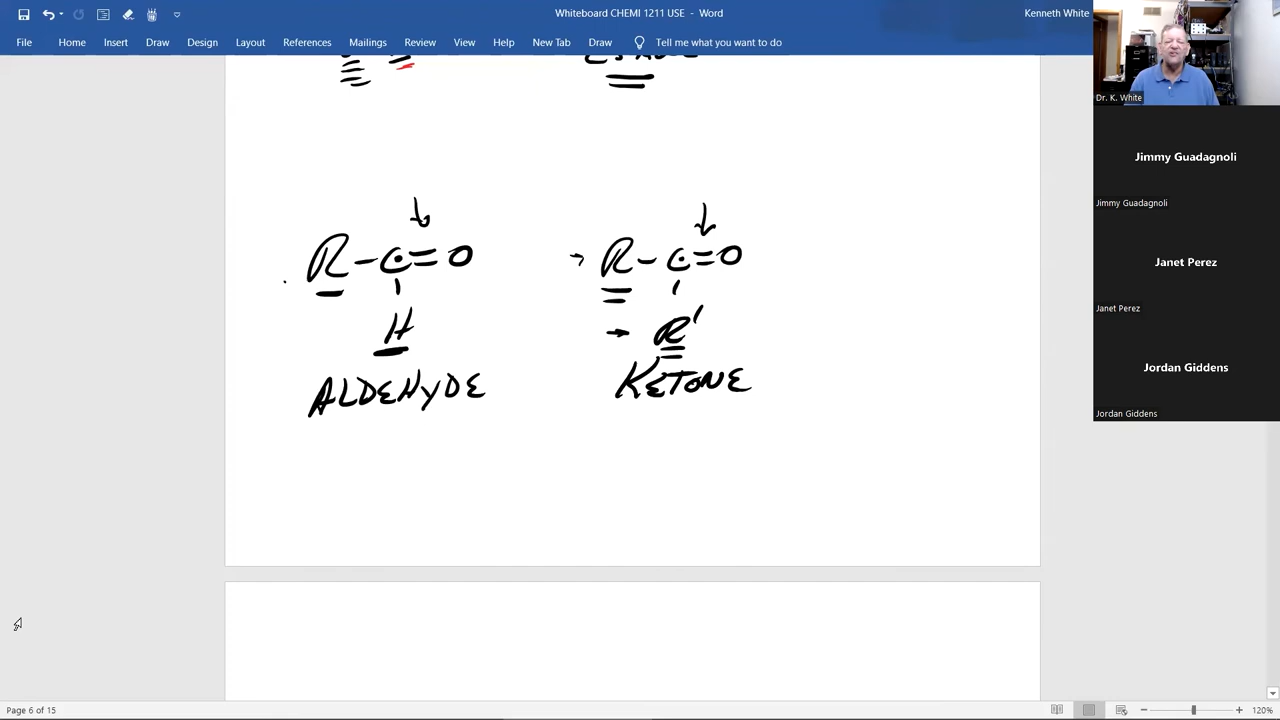 Whiteboard CHEMI 1211 USE - Word
Kenneth White
File Home Insert Draw Design Layout References Mailings Review View Help New Tab Draw Tell me what you want to do
Dr. K. White
Jimmy Guadagnoli
Jimmy Guadagnoli
Janet Perez
Janet Perez
Jordan Giddens
Jordan Giddens
R - C = O
H
ALDEHYDE
R - C = O
R'
KETONE
Page 6 of 15
120%